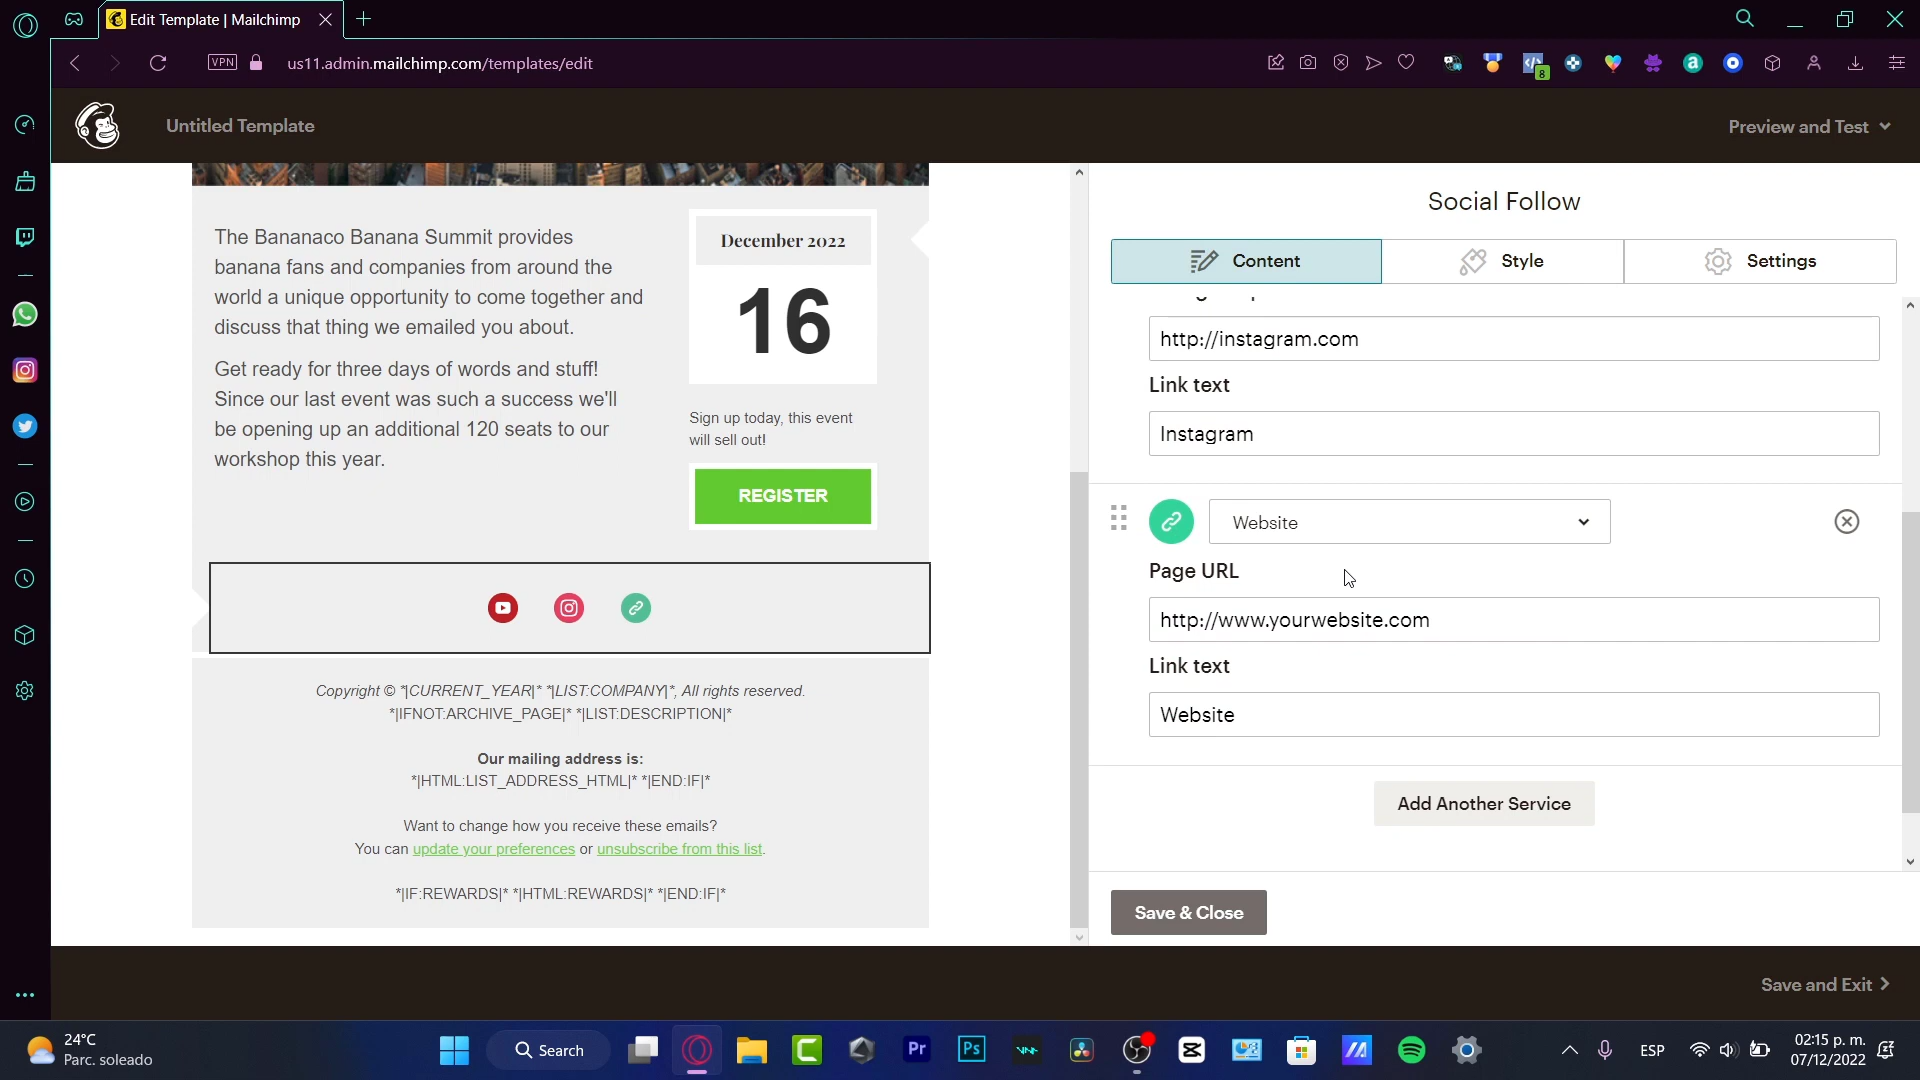 Edit Template | Mailchimp
VPN
us11.admin.mailchimp.com/templates/edit
8
Untitled Template
Preview and Test
The Bananaco Banana Summit provides
banana fans and companies from around the
world a unique opportunity to come together and
discuss that thing we emailed you about.
Get ready for three days of words and stuff!
Since our last event was such a success we'll
be opening up an additional 120 seats to our
workshop this year.
December 2022
16
Sign up today, this event
will sell out!
REGISTER
Copyright © *|CURRENT_YEAR|* *|LIST:COMPANY|*, All rights reserved.
*|IFNOT:ARCHIVE_PAGE|* *|LIST:DESCRIPTION|*
Our mailing address is:
*|HTML:LIST_ADDRESS_HTML|* *|END:IF|*
Want to change how you receive these emails?
You can update your preferences or unsubscribe from this list.
*|IF:REWARDS|* *|HTML:REWARDS|* *|END:IF|*
Social Follow
Content
Style
Settings
http://instagram.com
Link text
Instagram
Website
Page URL
http://www.yourwebsite.com
Link text
Website
Add Another Service
Save & Close
Save and Exit
24°C
Parc. soleado
Search
Pr
Ps
ESP
02:15 p. m.
07/12/2022